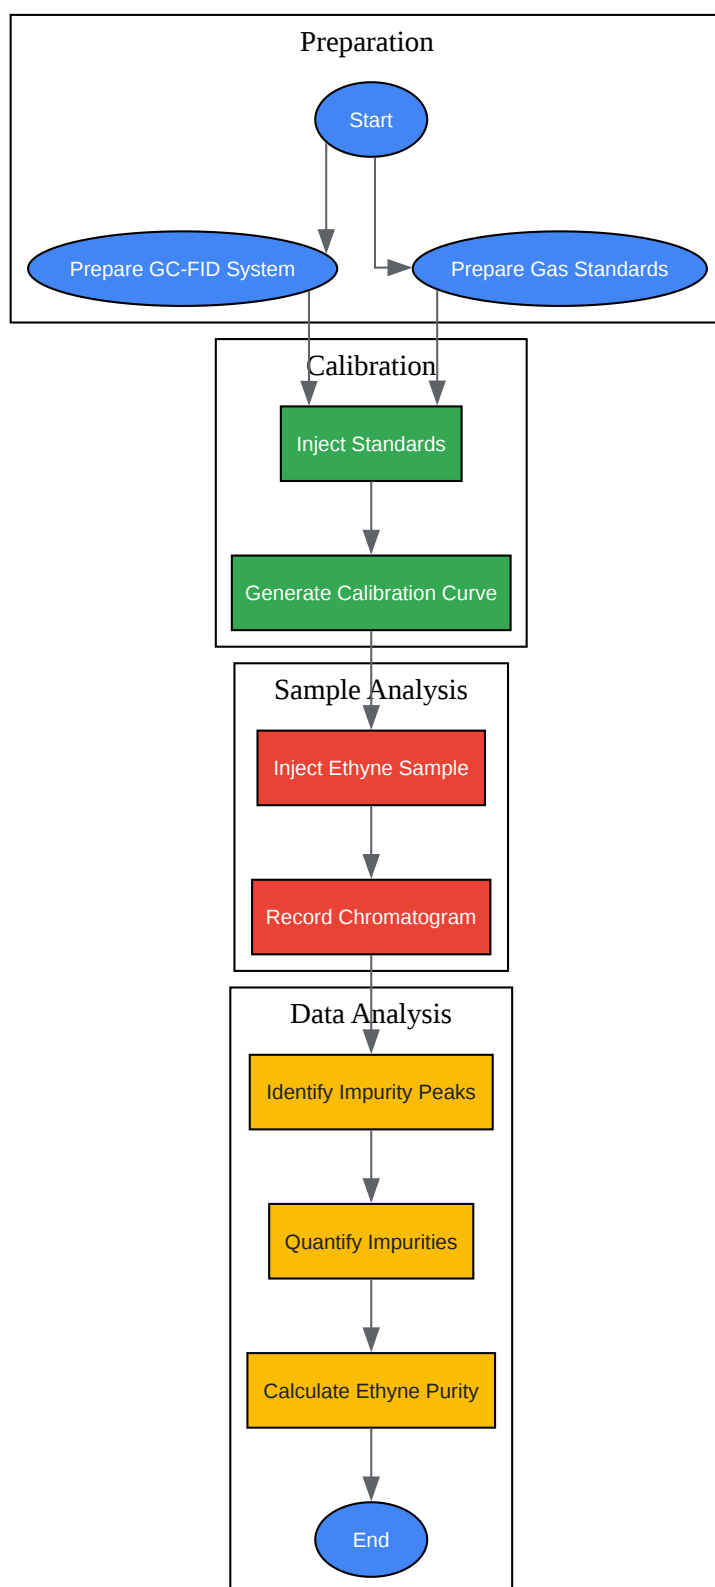 Preparation
Start
Prepare GC-FID System
Prepare Gas Standards
Calibration
Inject Standards
Generate Calibration Curve
Sample Analysis
Inject Ethyne Sample
Record Chromatogram
Data Analysis
Identify Impurity Peaks
Quantify Impurities
Calculate Ethyne Purity
End